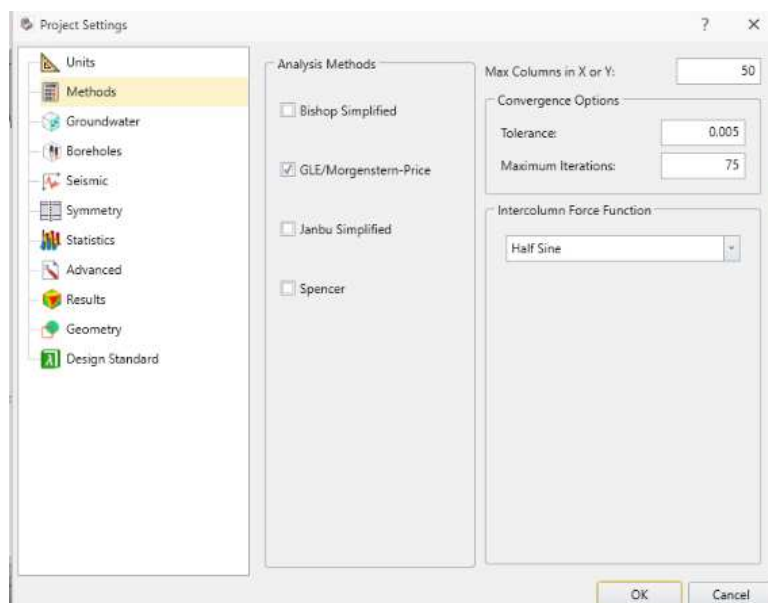 Project Settings
?
Units
Methods
Groundwater
Boreholes
Seismic
Symmetry
Statistics
Advanced
Results
Geometry
Design Standard
Analysis Methods
Bishop Simplified
GLE/Morgenstern-Price
Janbu Simplified
Spencer
Max Columns in X or Y: 50
Convergence Options
Tolerance: 0.005
Maximum Iterations: 75
Intercolumn Force Function
Half Sine
OK
Cancel